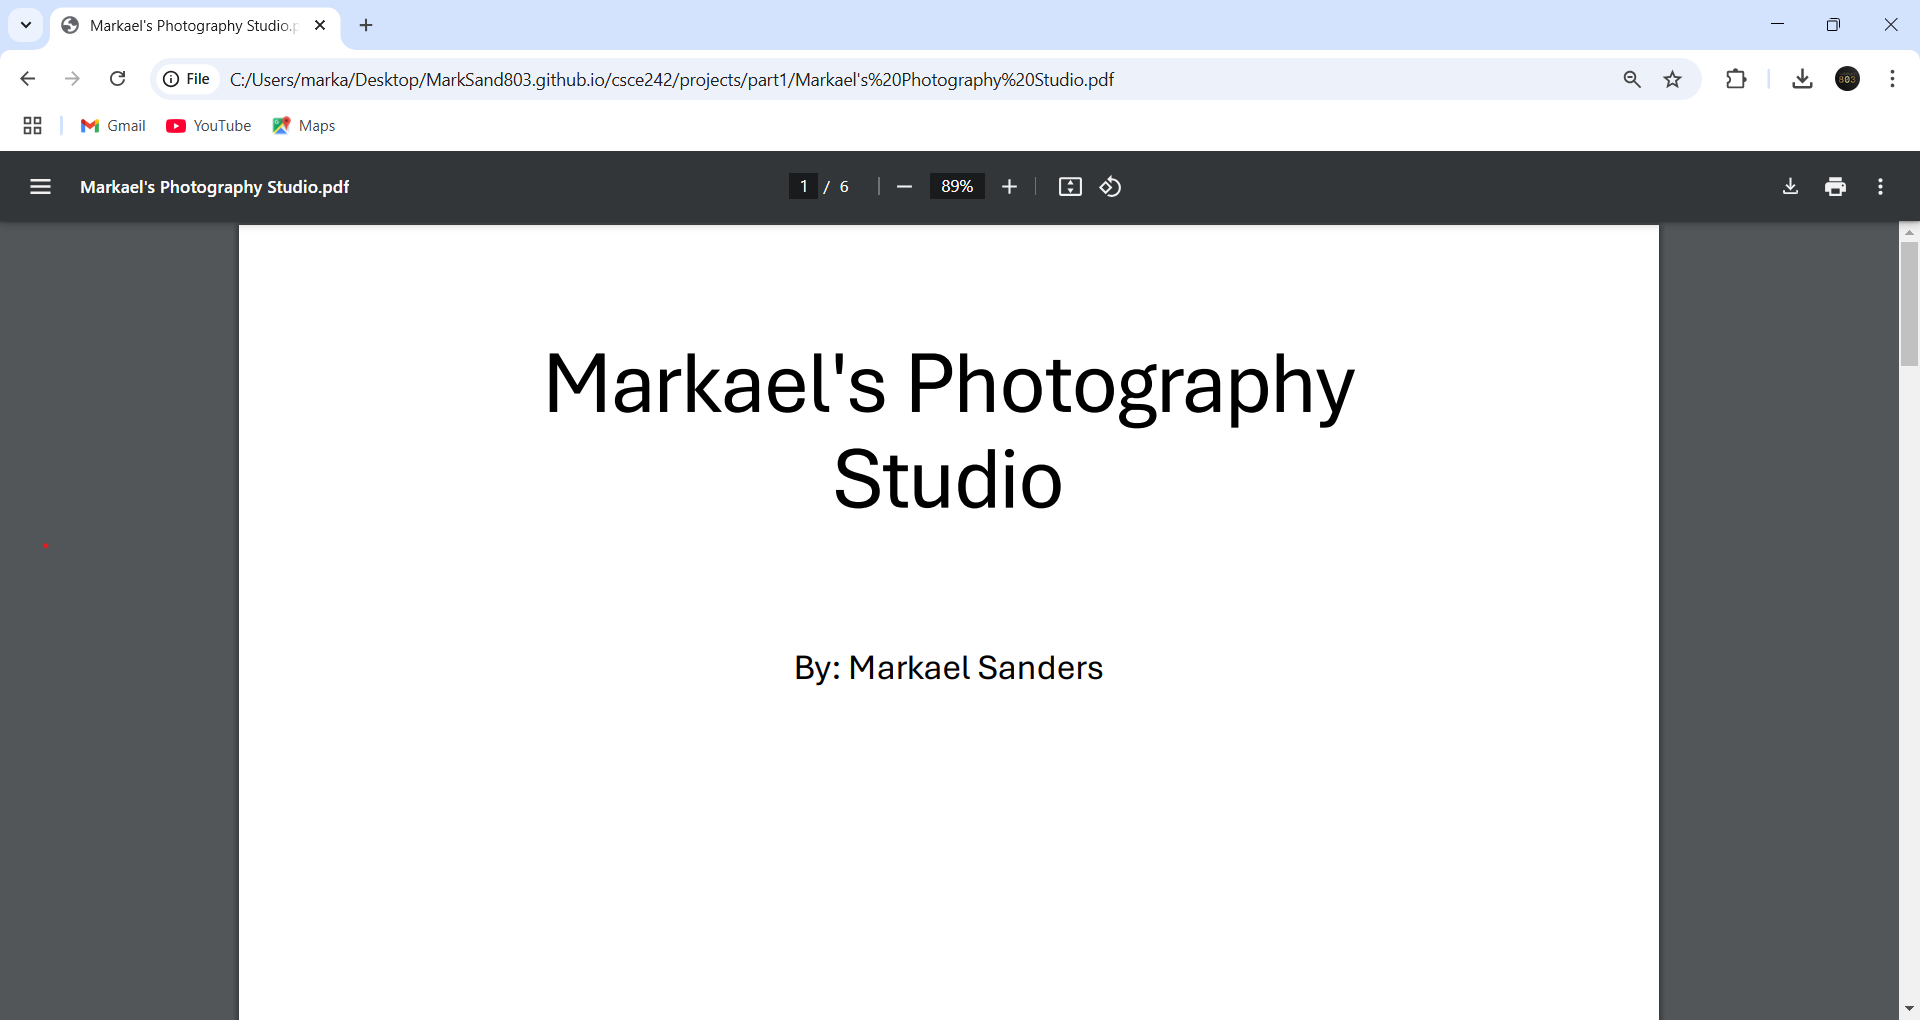 Markael's Photography Studio.p
File
C:/Users/marka/Desktop/MarkSand803.github.io/csce242/projects/part1/Markael's%20Photography%20Studio.pdf
803
Gmail
YouTube
Maps
Markael's Photography Studio.pdf
1 / 6
89%
Markael's Photography
Studio
By: Markael Sanders